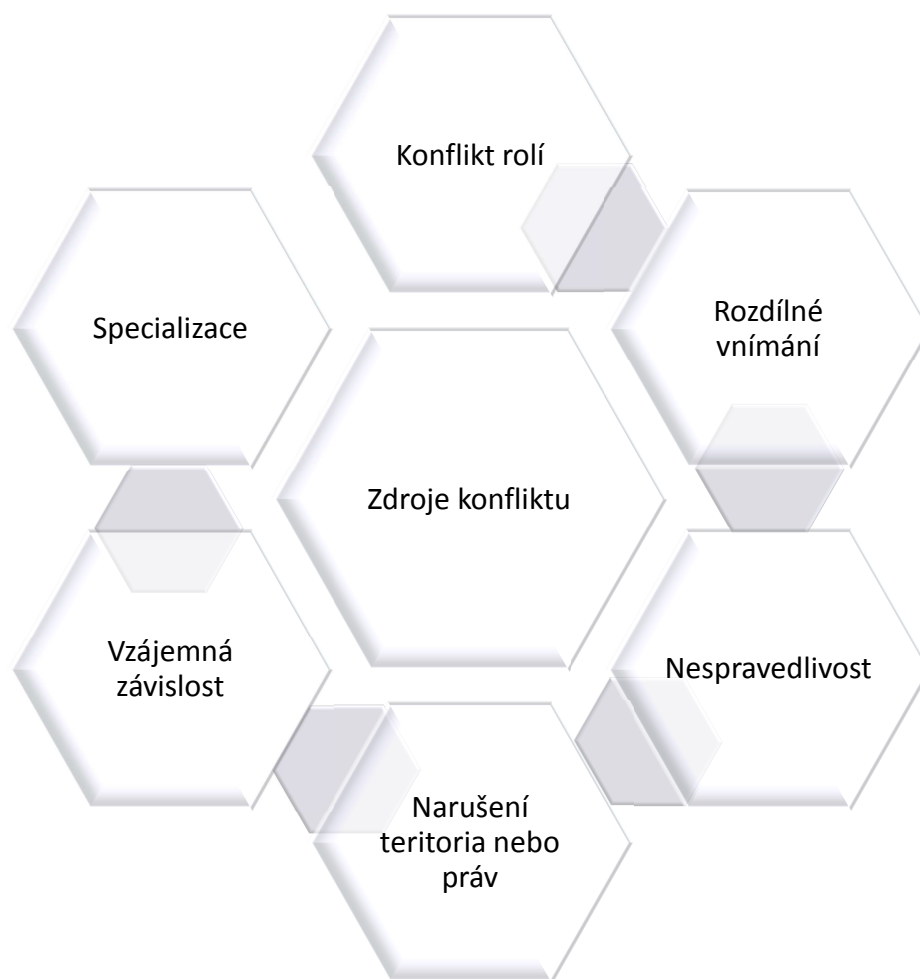 Konflikt rolí
Specializace
Rozdílné
vnímání
Zdroje konfliktu
Vzájemná
závislost
Nespravedlivost
Narušení
teritoria nebo
práv